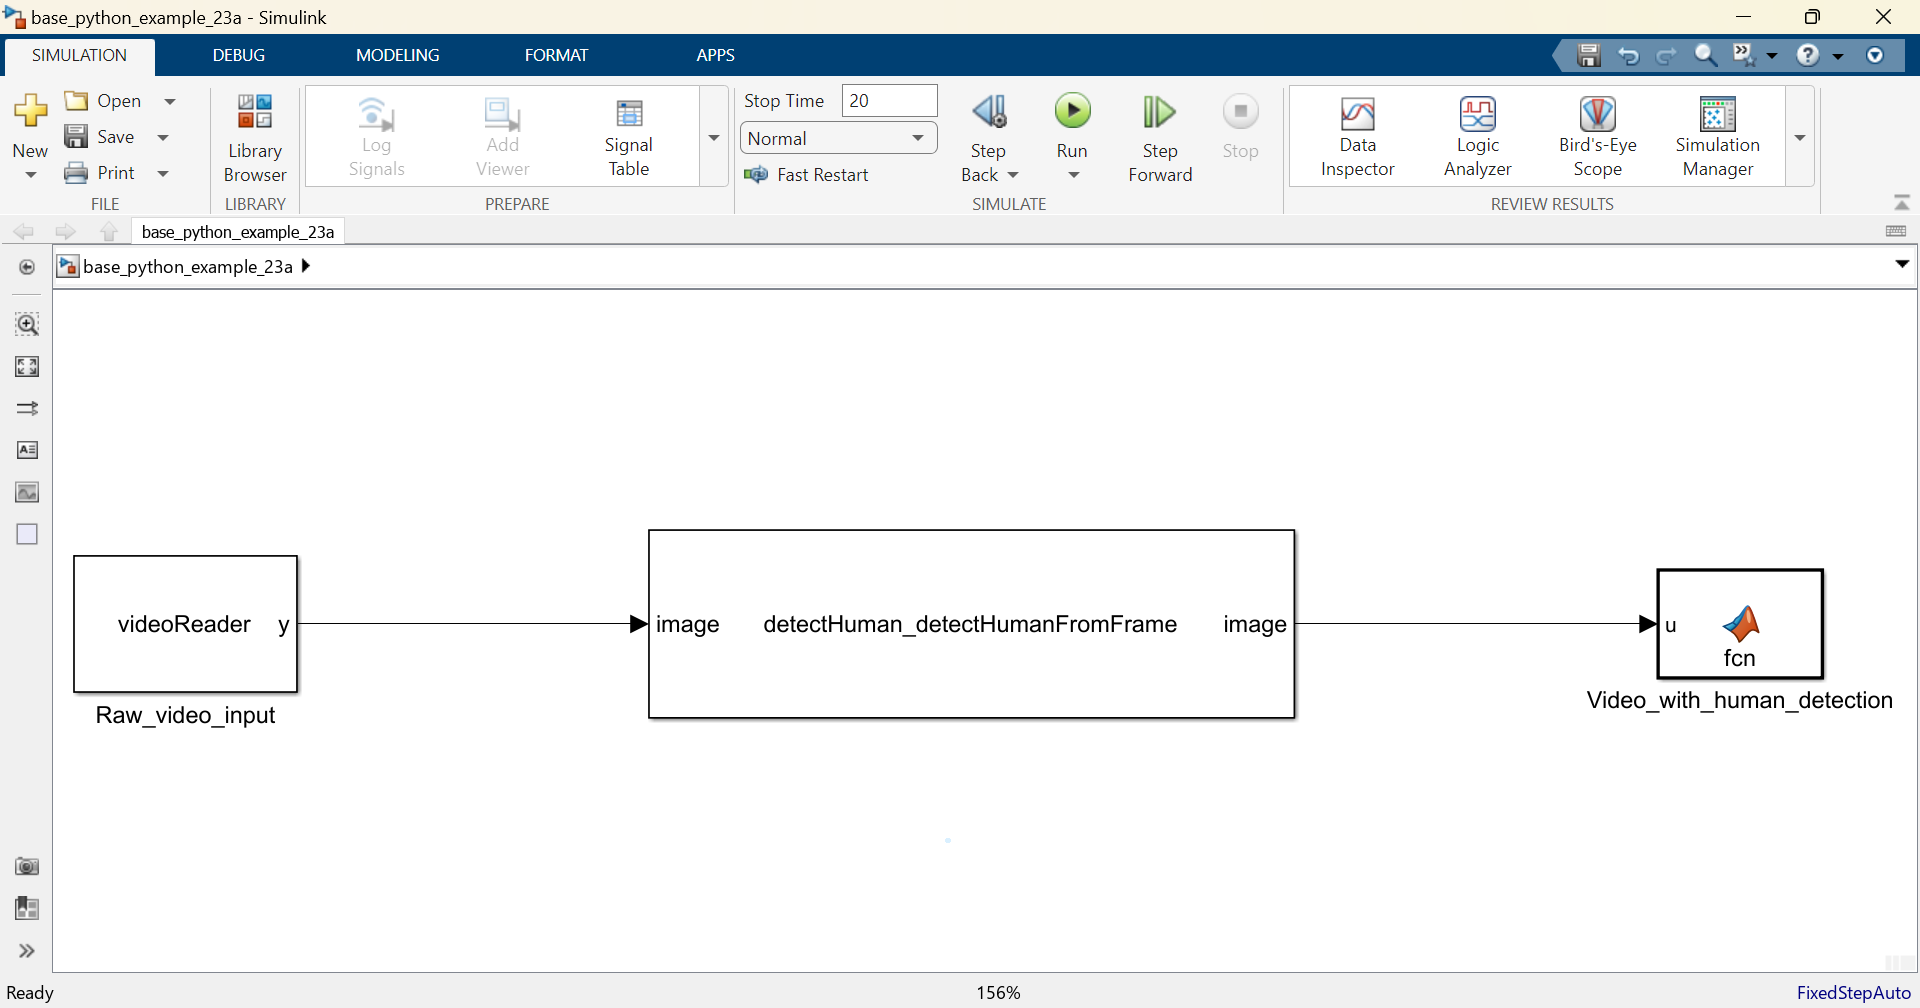 base_python_example_23a - Simulink
SIMULATION DEBUG MODELING FORMAT APPS
New
Open
Save
Print
FILE
Library
Browser
LIBRARY
Log
Signals
Add
Viewer
Signal
Table
PREPARE
Stop Time 20
Normal
Fast Restart
Step
Back
Run
Step
Forward
Stop
SIMULATE
Data
Inspector
Logic
Analyzer
Bird's-Eye
Scope
Simulation
Manager
REVIEW RESULTS
base_python_example_23a
base_python_example_23a
videoReader y
Raw_video_input
image detectHuman_detectHumanFromFrame image
u
fcn
Video_with_human_detection
Ready 156% FixedStepAuto